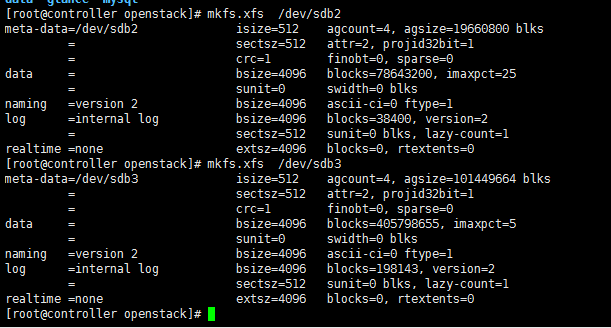 data  glance  mysql
[root@controller openstack]# mkfs.xfs  /dev/sdb2
meta-data=/dev/sdb2              isize=512    agcount=4, agsize=19660800 blks
         =                       sectsz=512   attr=2, projid32bit=1
         =                       crc=1        finobt=0, sparse=0
data     =                       bsize=4096   blocks=78643200, imaxpct=25
         =                       sunit=0      swidth=0 blks
naming   =version 2              bsize=4096   ascii-ci=0 ftype=1
log      =internal log           bsize=4096   blocks=38400, version=2
         =                       sectsz=512   sunit=0 blks, lazy-count=1
realtime =none                   extsz=4096   blocks=0, rtextents=0
[root@controller openstack]# mkfs.xfs  /dev/sdb3
meta-data=/dev/sdb3              isize=512    agcount=4, agsize=101449664 blks
         =                       sectsz=512   attr=2, projid32bit=1
         =                       crc=1        finobt=0, sparse=0
data     =                       bsize=4096   blocks=405798655, imaxpct=5
         =                       sunit=0      swidth=0 blks
naming   =version 2              bsize=4096   ascii-ci=0 ftype=1
log      =internal log           bsize=4096   blocks=198143, version=2
         =                       sectsz=512   sunit=0 blks, lazy-count=1
realtime =none                   extsz=4096   blocks=0, rtextents=0
[root@controller openstack]#